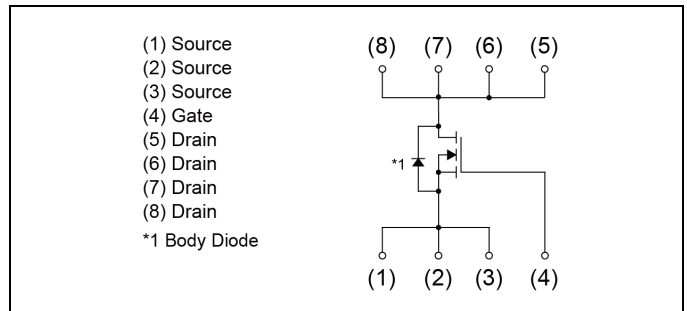 (1) Source
(2) Source
(3) Source
(4) Gate
(5) Drain
(6) Drain
(7) Drain
(8) Drain
*1 Body Diode
(8) (7) (6) (5)
*1
(1) (2) (3) (4)